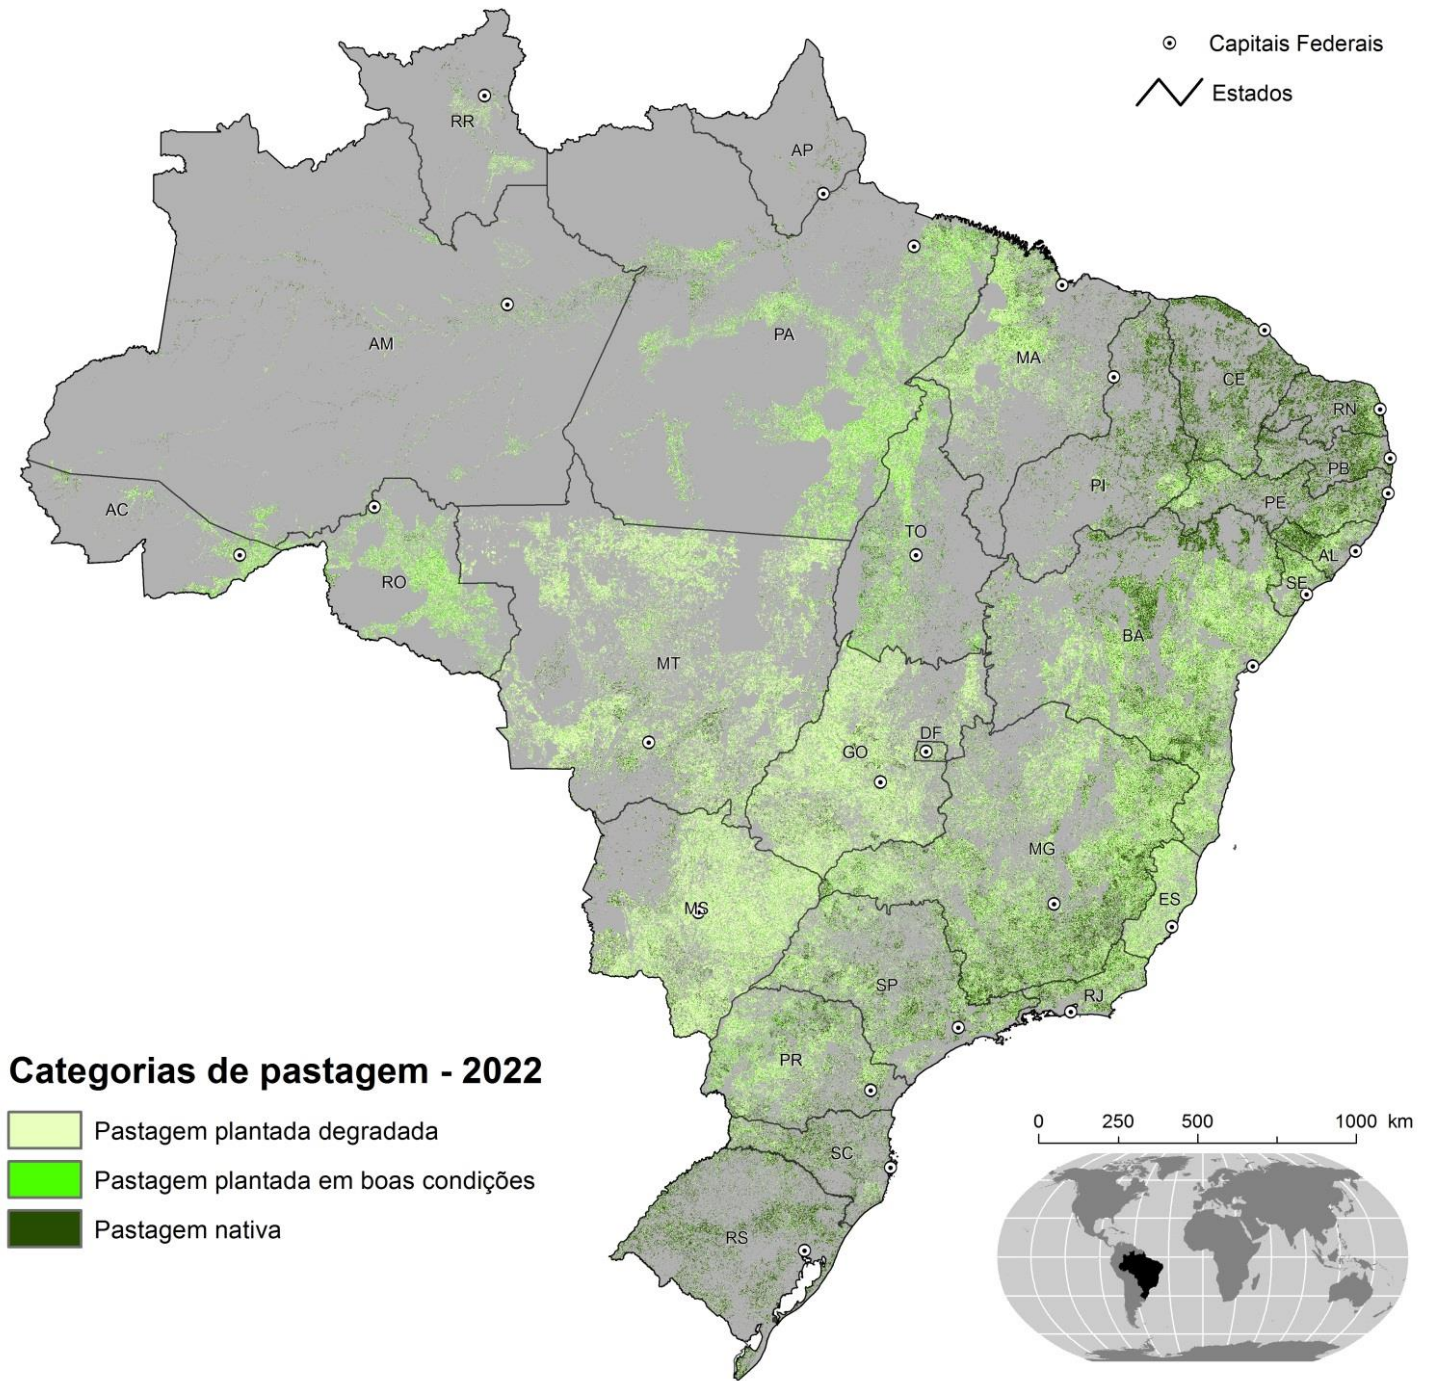 Capitais Federais
Estados
RR
AP
AM
PA
MA
CE
RN
PB
PI
PE
AC
TO
AL
RO
SE
BA
MT
DF
GO
MG
MS
ES
SP
RJ
PR
SC
RS
Categorias de pastagem - 2022
Pastagem plantada degradada
Pastagem plantada em boas condições
Pastagem nativa
0 250 500 1000 km